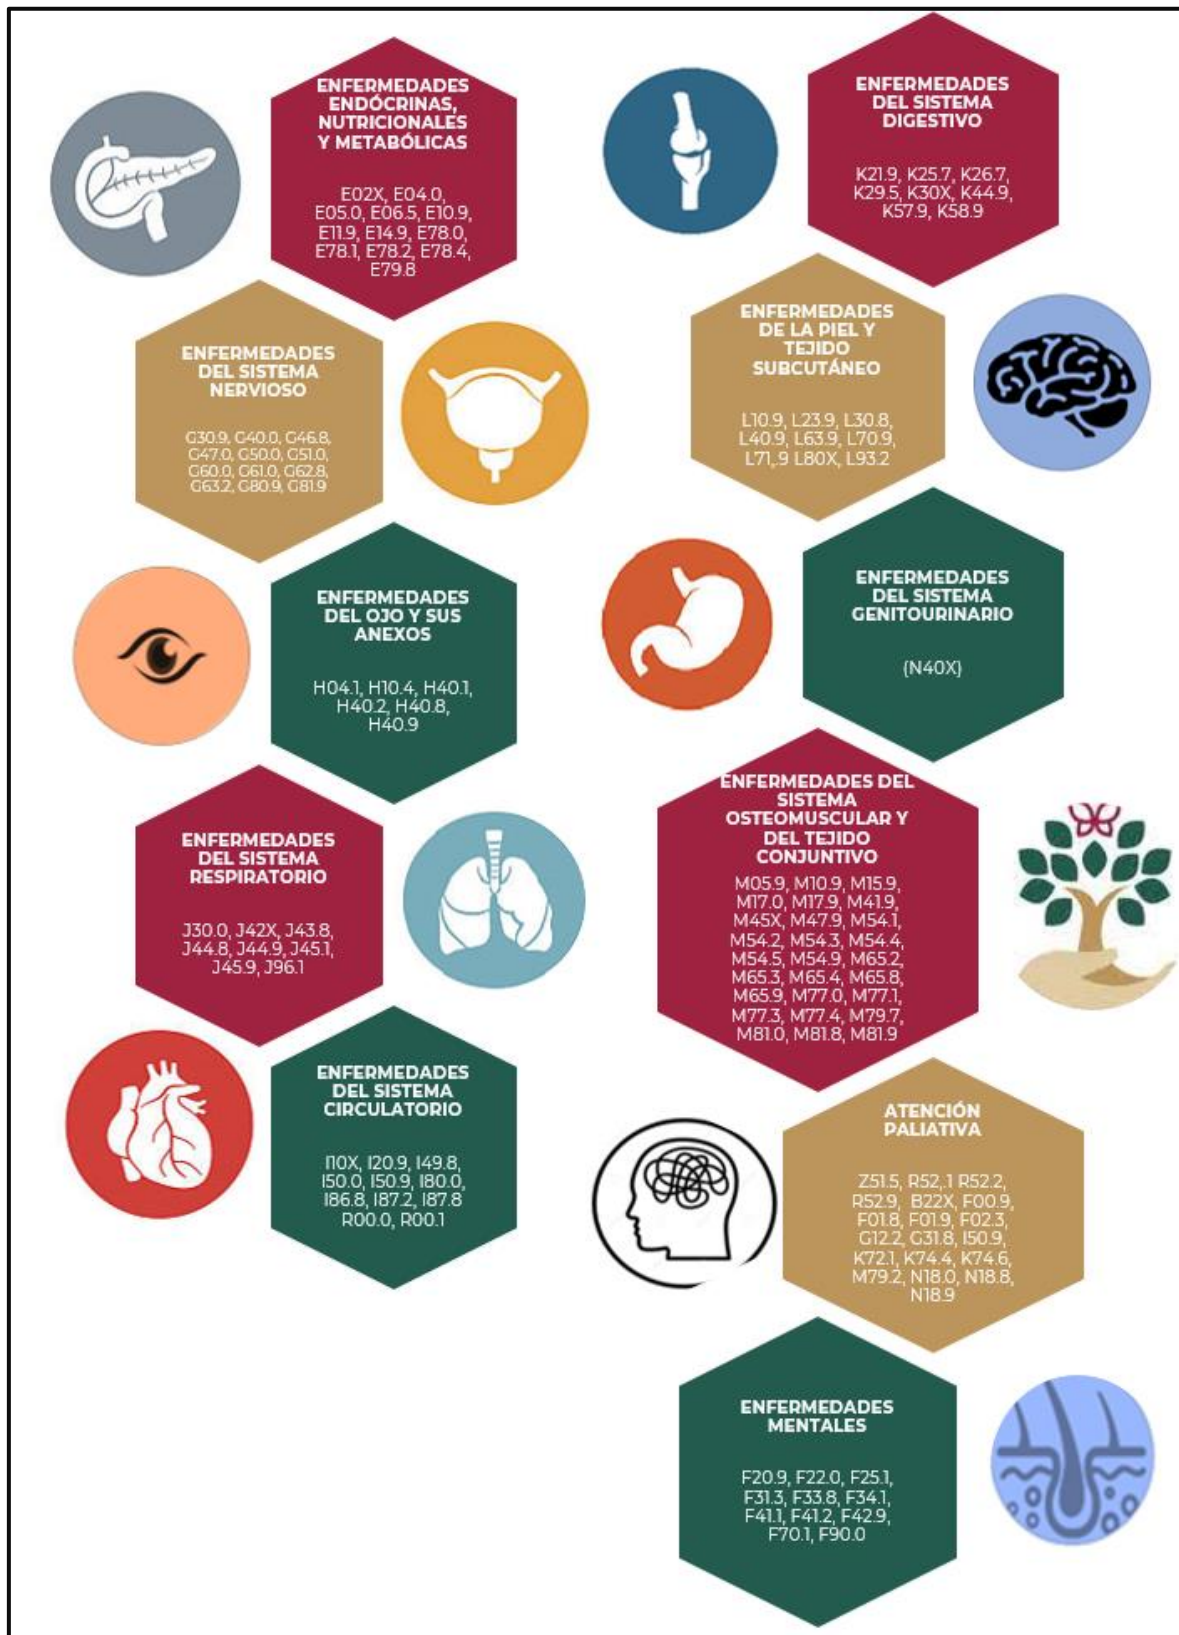 ENFERMEDADES
ENDÓCRINAS,
NUTRICIONALES
Y METABÓLICAS
E02X, E04.0,
E05.0, E06.5, E10.9,
E11.9, E14.9, E78.0,
E78.1, E78.2, E78.4,
E79.8
ENFERMEDADES
DEL SISTEMA
NERVIOSO
G30.9, G40.0, G46.8,
G47.0, G50.0, G51.0,
G60.0, G61.0, G62.8,
G63.2, G80.9, G81.9
ENFERMEDADES
DEL OJO Y SUS
ANEXOS
H04.1, H10.4, H40.1,
H40.2, H40.8,
H40.9
ENFERMEDADES
DEL SISTEMA
RESPIRATORIO
J30.0, J42X, J43.8,
J44.8, J44.9, J45.1,
J45.9, J96.1
ENFERMEDADES
DEL SISTEMA
CIRCULATORIO
I10X, I20.9, I49.8,
I50.0, I50.9, I80.0,
I86.8, I87.2, I87.8
R00.0, R00.1
ENFERMEDADES
DEL SISTEMA
DIGESTIVO
K21.9, K25.7, K26.7,
K29.5, K30X, K44.9,
K57.9, K58.9
ENFERMEDADES
DE LA PIEL Y
TEJIDO
SUBCUTÁNEO
L10.9, L23.9, L30.8,
L40.9, L63.9, L70.9,
L71,.9 L80X, L93.2
ENFERMEDADES
DEL SISTEMA
GENITOURINARIO
(N40X)
ENFERMEDADES DEL
SISTEMA
OSTEOMUSCULAR Y
DEL TEJIDO
CONJUNTIVO
M05.9, M10.9, M15.9,
M17.0, M17.9, M41.9,
M45X, M47.9, M54.1,
M54.2, M54.3, M54.4,
M54.5, M54.9, M65.2,
M65.3, M65.4, M65.8,
M65.9, M77.0, M77.1,
M77.3, M77.4, M79.7,
M81.0, M81.8, M81.9
ATENCIÓN
PALIATIVA
Z51.5, R52,.1 R52.2,
R52.9, B22X, F00.9,
F01.8, F01.9, F02.3,
G12.2, G31.8, I50.9,
K72.1, K74.4, K74.6,
M79.2, N18.0, N18.8,
N18.9
ENFERMEDADES
MENTALES
F20.9, F22.0, F25.1,
F31.3, F33.8, F34.1,
F41.1, F41.2, F42.9,
F70.1, F90.0